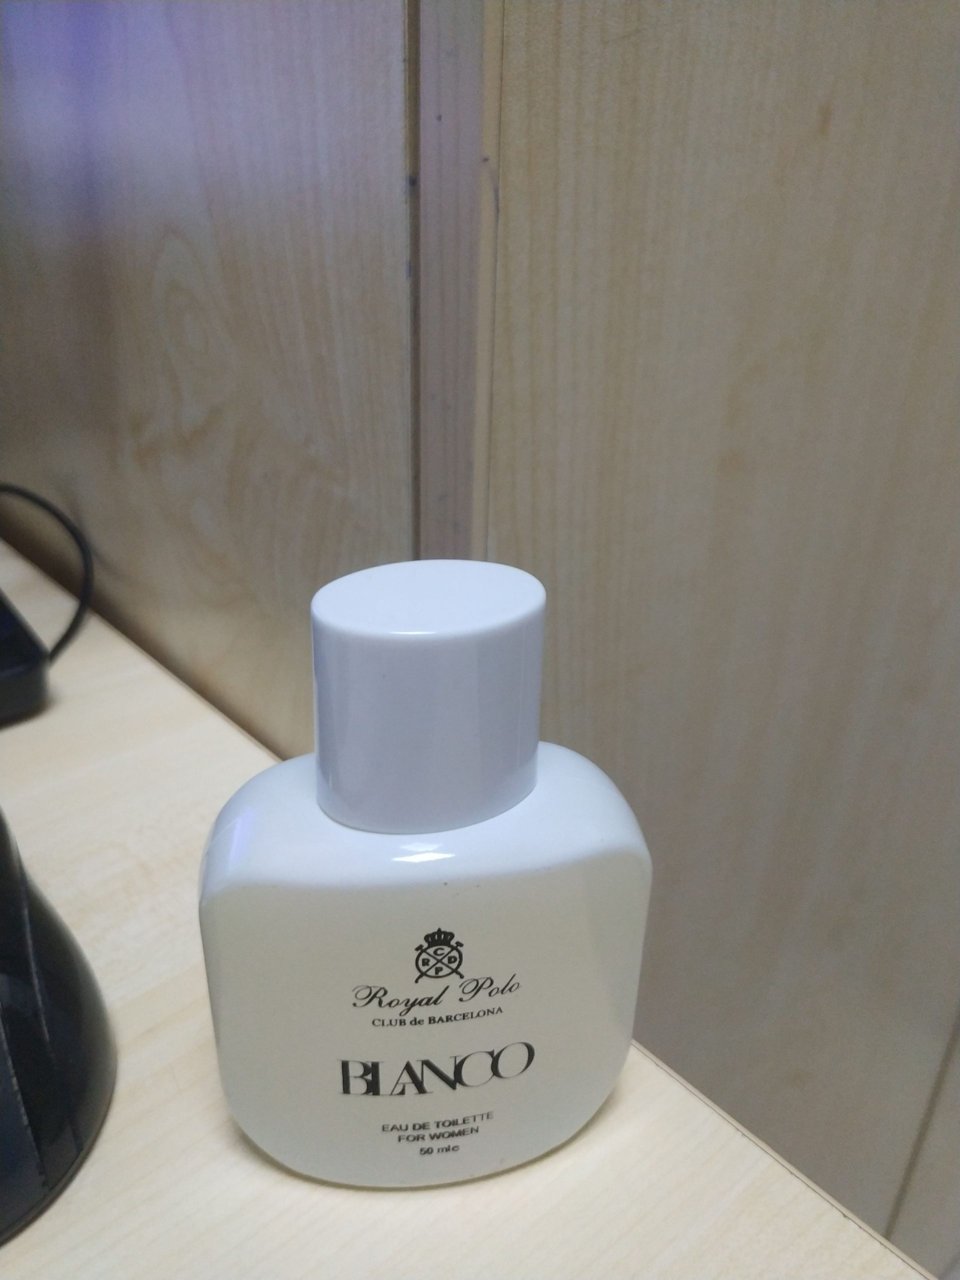 C
R D
P
Royal Polo
CLUB de BARCELONA
BLANCO
EAU DE TOILETTE
FOR WOMEN
50 ml℮